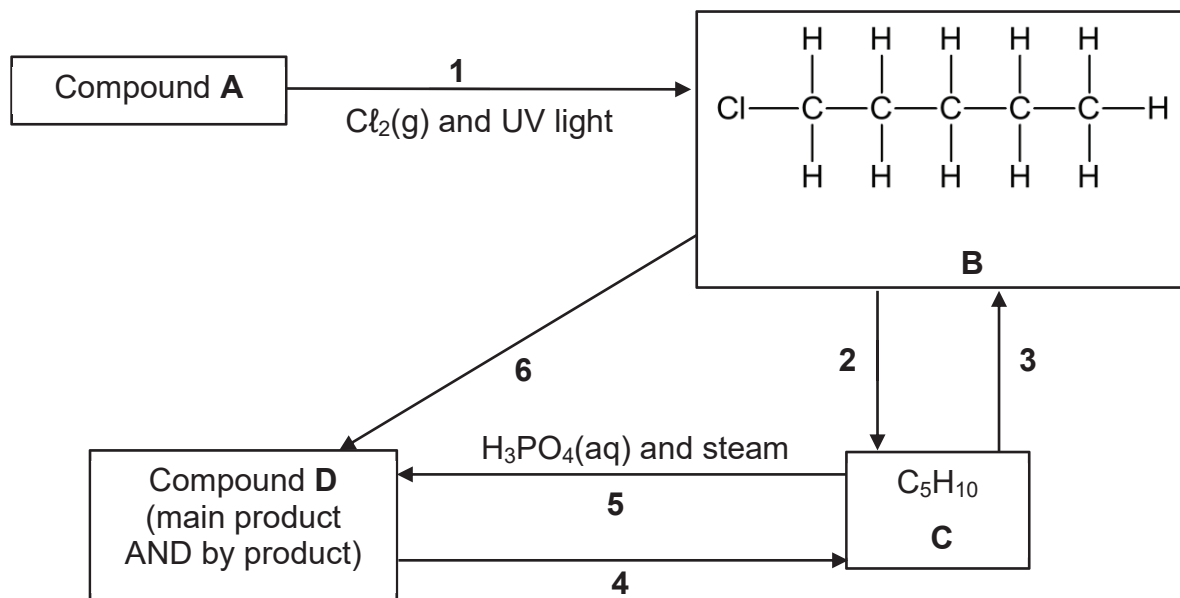 Compound A
1
Cℓ₂(g) and UV light
H H H H H
Cl—C—C—C—C—C—H
H H H H H
B
6
2
3
H₃PO₄(aq) and steam
5
Compound D
(main product
AND by product)
4
C₅H₁₀
C